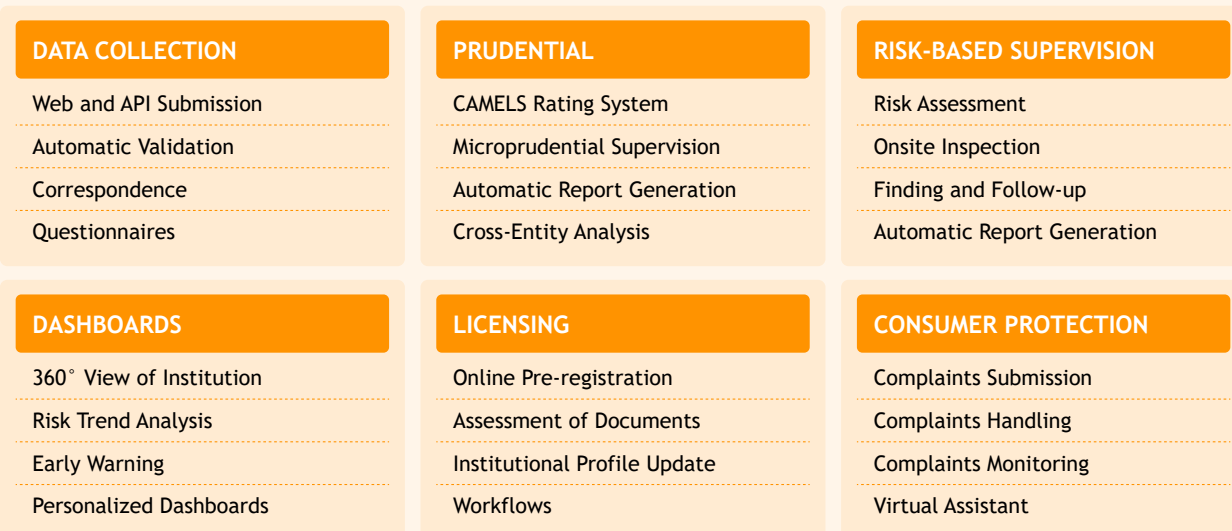 DATA COLLECTION
Web and API Submission
Automatic Validation
Correspondence
Questionnaires
PRUDENTIAL
CAMELS Rating System
Microprudential Supervision
Automatic Report Generation
Cross-Entity Analysis
RISK-BASED SUPERVISION
Risk Assessment
Onsite Inspection
Finding and Follow-up
Automatic Report Generation
DASHBOARDS
360° View of Institution
Risk Trend Analysis
Early Warning
Personalized Dashboards
LICENSING
Online Pre-registration
Assessment of Documents
Institutional Profile Update
Workflows
CONSUMER PROTECTION
Complaints Submission
Complaints Handling
Complaints Monitoring
Virtual Assistant